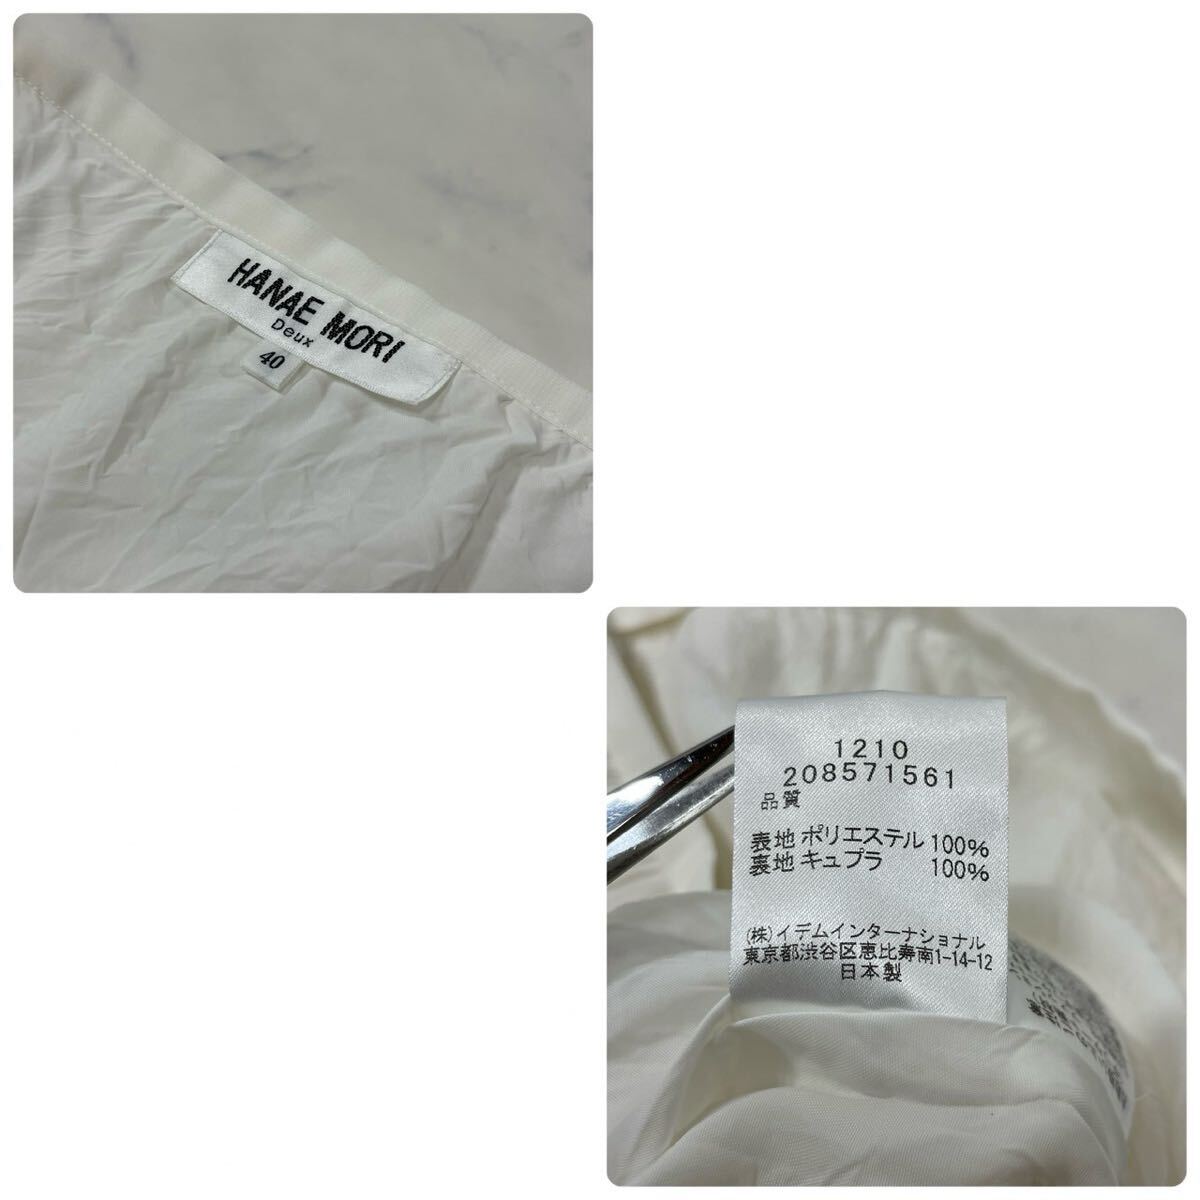 HANAE MORI
Deux
40
1210
208571561
品質
表地 ポリエステル 100%
裏地 キュプラ 100%
(株)イデムインターナショナル
東京都渋谷区恵比寿南1-14-12
日本製